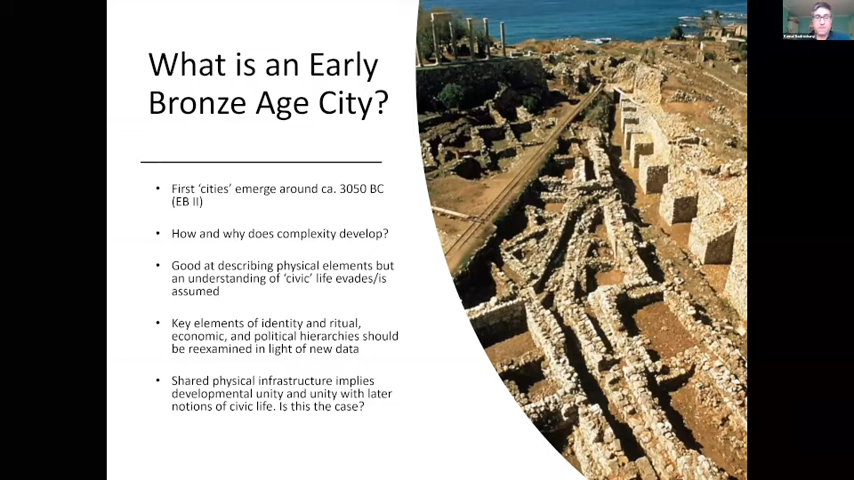 What is an Early
Bronze Age City?
• First 'cities' emerge around ca. 3050 BC
(EB II)
• How and why does complexity develop?
• Good at describing physical elements but
an understanding of 'civic' life evades/is
assumed
• Key elements of identity and ritual,
economic, and political hierarchies should
be reexamined in light of new data
• Shared physical infrastructure implies
developmental unity and unity with later
notions of civic life. Is this the case?